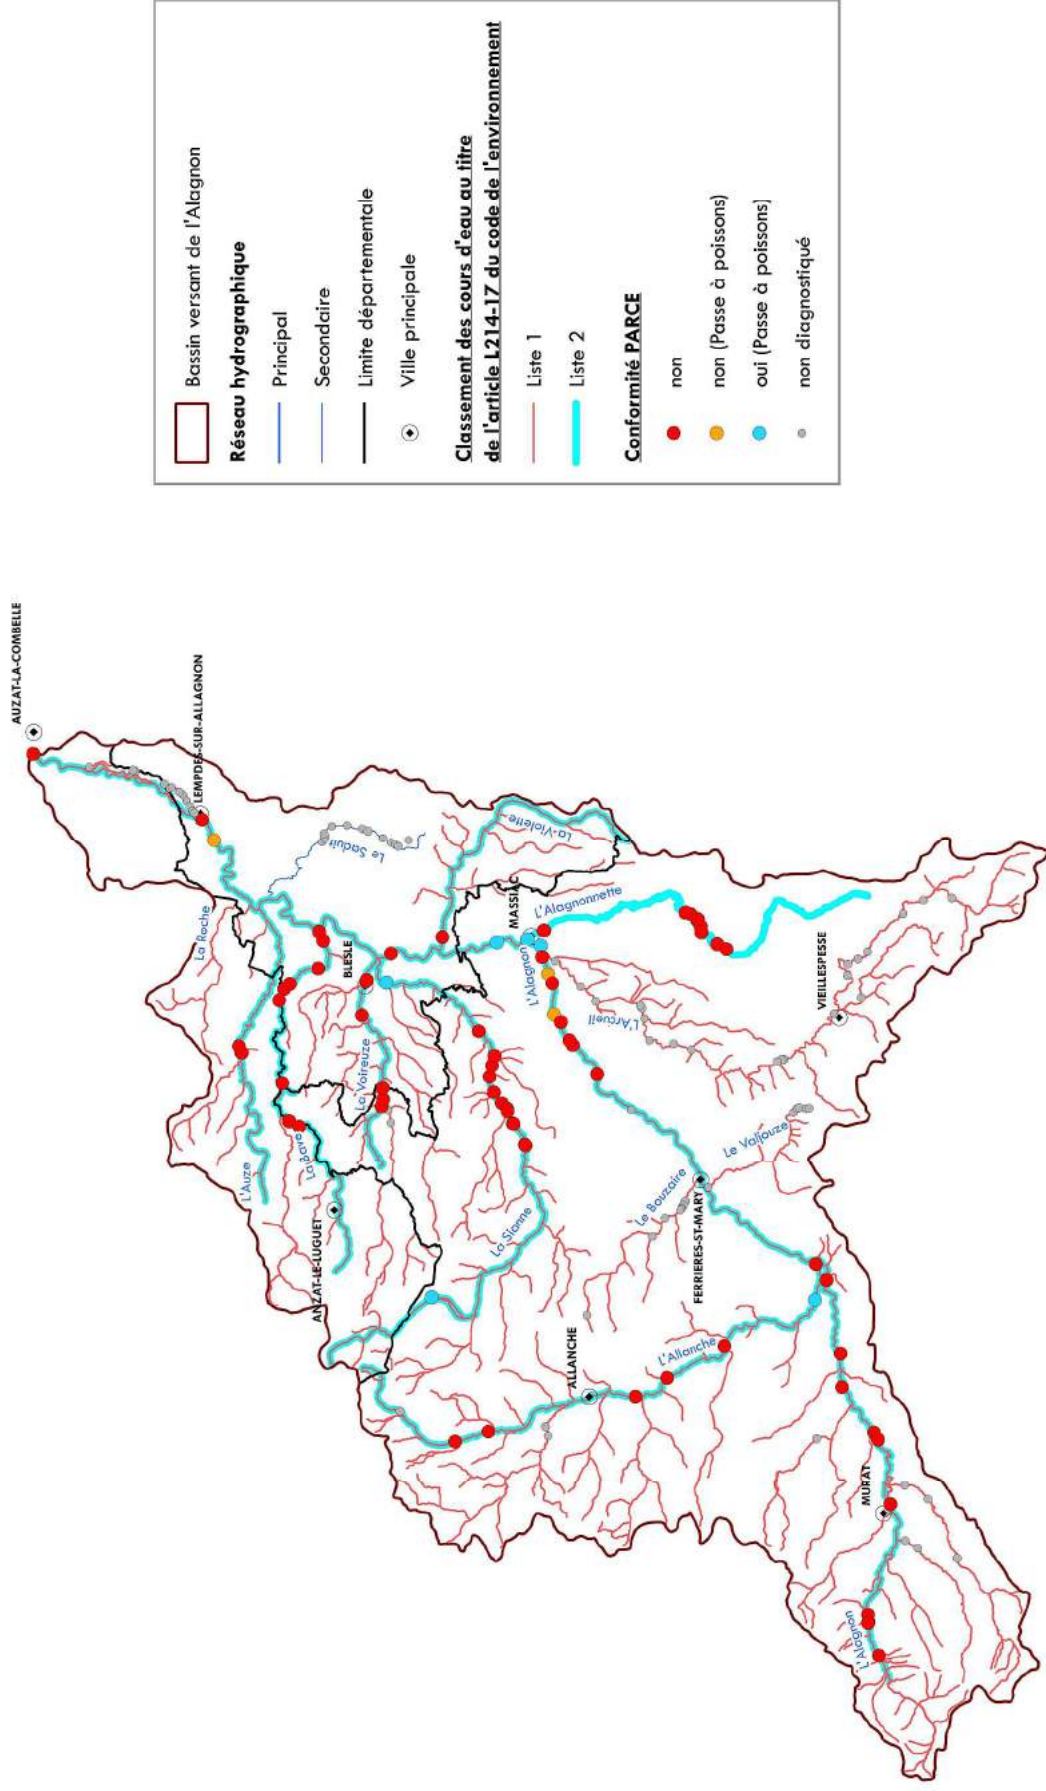 Bassin versant de l'Alagnon
Réseau hydrographique
Principal
Secondaire
Limite départementale
Ville principale
Classement des cours d'eau au titre
de l'article L214-17 du code de l'environnement
Liste 1
Liste 2
Conformité PARCE
non
non (Passe à poissons)
oui (Passe à poissons)
non diagnostiqué
AUZAT-LA-COMBELLE
LEMPDES-SUR-ALLAGNON
La Roche
Le Saduit
La Violette
BLESLE
MASSIAC
L'Alagnonnette
L'Alagnon
L'Auze
La Bave
La Voireuze
ANZAT-LE-LUGUET
L'Arcueil
VIEILLESPESSE
La Sianne
Le Bouzaire
Le Valjouze
FERRIERES-ST-MARY
ALLANCHE
L'Allanche
MURAT
L'Alagnon